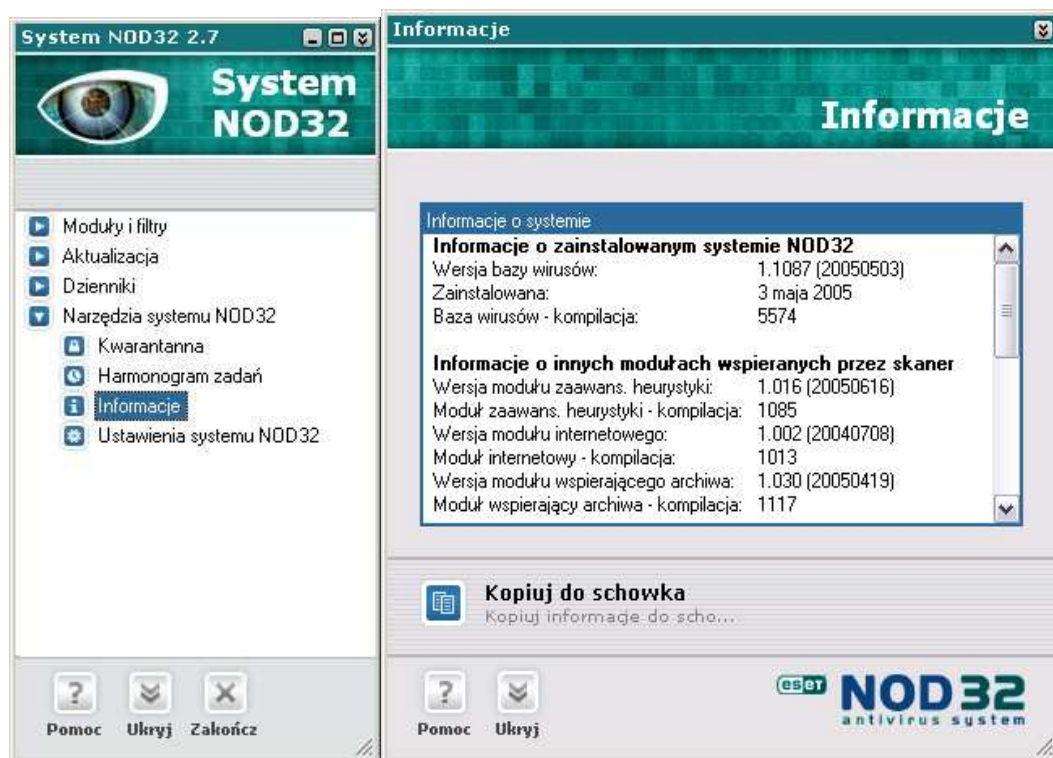 System NOD32 2.7
System
NOD32
Moduły i filtry
Aktualizacja
Dzienniki
Narzędzia systemu NOD32
Kwarantanna
Harmonogram zadań
Informacje
Ustawienia systemu NOD32
Pomoc Ukryj Zakończ
Informacje
Informacje
Informacje o systemie
Informacje o zainstalowanym systemie NOD32
Wersja bazy wirusów: 1.1087 (20050503)
Zainstalowana: 3 maja 2005
Baza wirusów - kompilacja: 5574
Informacje o innych modułach wspieranych przez skaner
Wersja modułu zaawans. heurystyki: 1.016 (20050616)
Moduł zaawans. heurystyki - kompilacja: 1085
Wersja modułu internetowego: 1.002 (20040708)
Moduł internetowy - kompilacja: 1013
Wersja modułu wspierającego archiwa: 1.030 (20050419)
Moduł wspierający archiwa - kompilacja: 1117
Kopiuj do schowka
Kopiuj informacje do scho...
Pomoc Ukryj
eseT NOD32
antivirus system